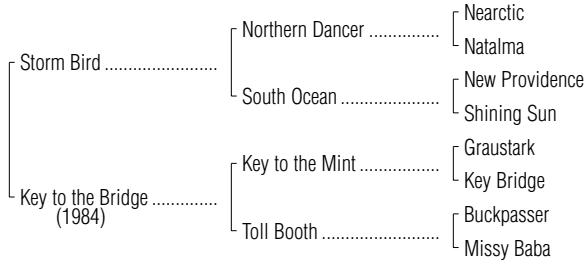 Nearctic
Northern Dancer ................
Natalma
Storm Bird .......................
New Providence
South Ocean ......................
Shining Sun
Graustark
Key to the Mint ..................
Key Bridge
Key to the Bridge ..............
(1984)
Buckpasser
Toll Booth ...........................
Missy Baba